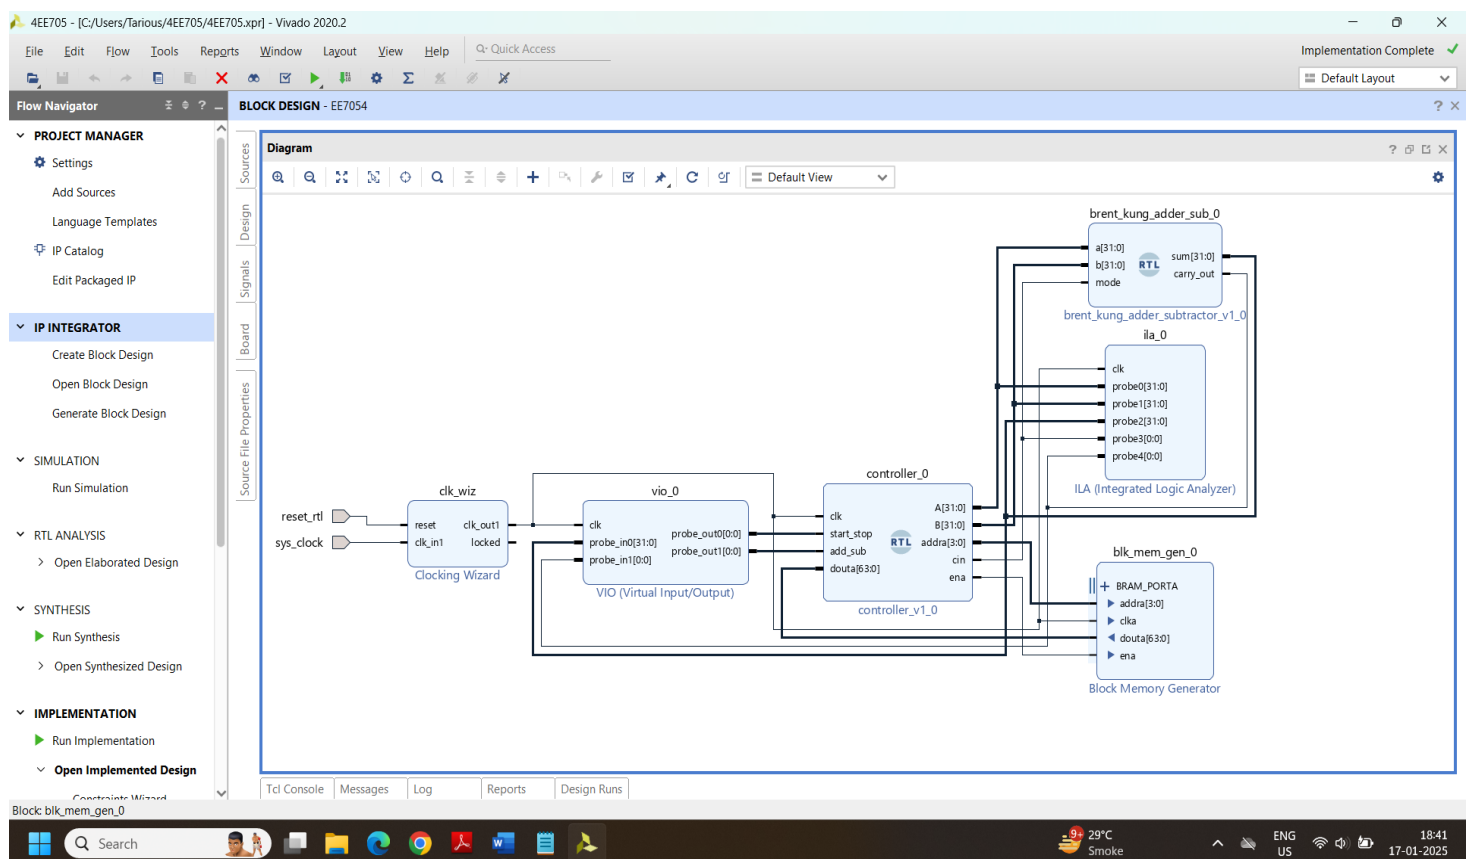 4EE705 - [C:/Users/Tarious/4EE705/4EE705.xpr] - Vivado 2020.2
File Edit Flow Tools Reports Window Layout View Help Quick Access
Implementation Complete
Default Layout
Flow Navigator
PROJECT MANAGER
Settings
Add Sources
Language Templates
IP Catalog
Edit Packaged IP
IP INTEGRATOR
Create Block Design
Open Block Design
Generate Block Design
SIMULATION
Run Simulation
RTL ANALYSIS
Open Elaborated Design
SYNTHESIS
Run Synthesis
Open Synthesized Design
IMPLEMENTATION
Run Implementation
Open Implemented Design
Constraints Wizard
BLOCK DESIGN - EE7054
Sources
Design
Signals
Board
Source File Properties
Diagram
Default View
reset_rtl
sys_clock
clk_wiz
reset
clk_in1
clk_out1
locked
Clocking Wizard
vio_0
clk
probe_in0[31:0]
probe_in1[0:0]
probe_out0[0:0]
probe_out1[0:0]
VIO (Virtual Input/Output)
controller_0
clk
start_stop
add_sub
douta[63:0]
RTL
A[31:0]
B[31:0]
addra[3:0]
cin
ena
controller_v1_0
brent_kung_adder_sub_0
a[31:0]
b[31:0]
mode
RTL
sum[31:0]
carry_out
brent_kung_adder_subtractor_v1_0
ila_0
clk
probe0[31:0]
probe1[31:0]
probe2[31:0]
probe3[0:0]
probe4[0:0]
ILA (Integrated Logic Analyzer)
blk_mem_gen_0
BRAM_PORTA
addra[3:0]
clka
douta[63:0]
ena
Block Memory Generator
Tcl Console Messages Log Reports Design Runs
Block: blk_mem_gen_0
Search
9+
29°C
Smoke
ENG
US
18:41
17-01-2025